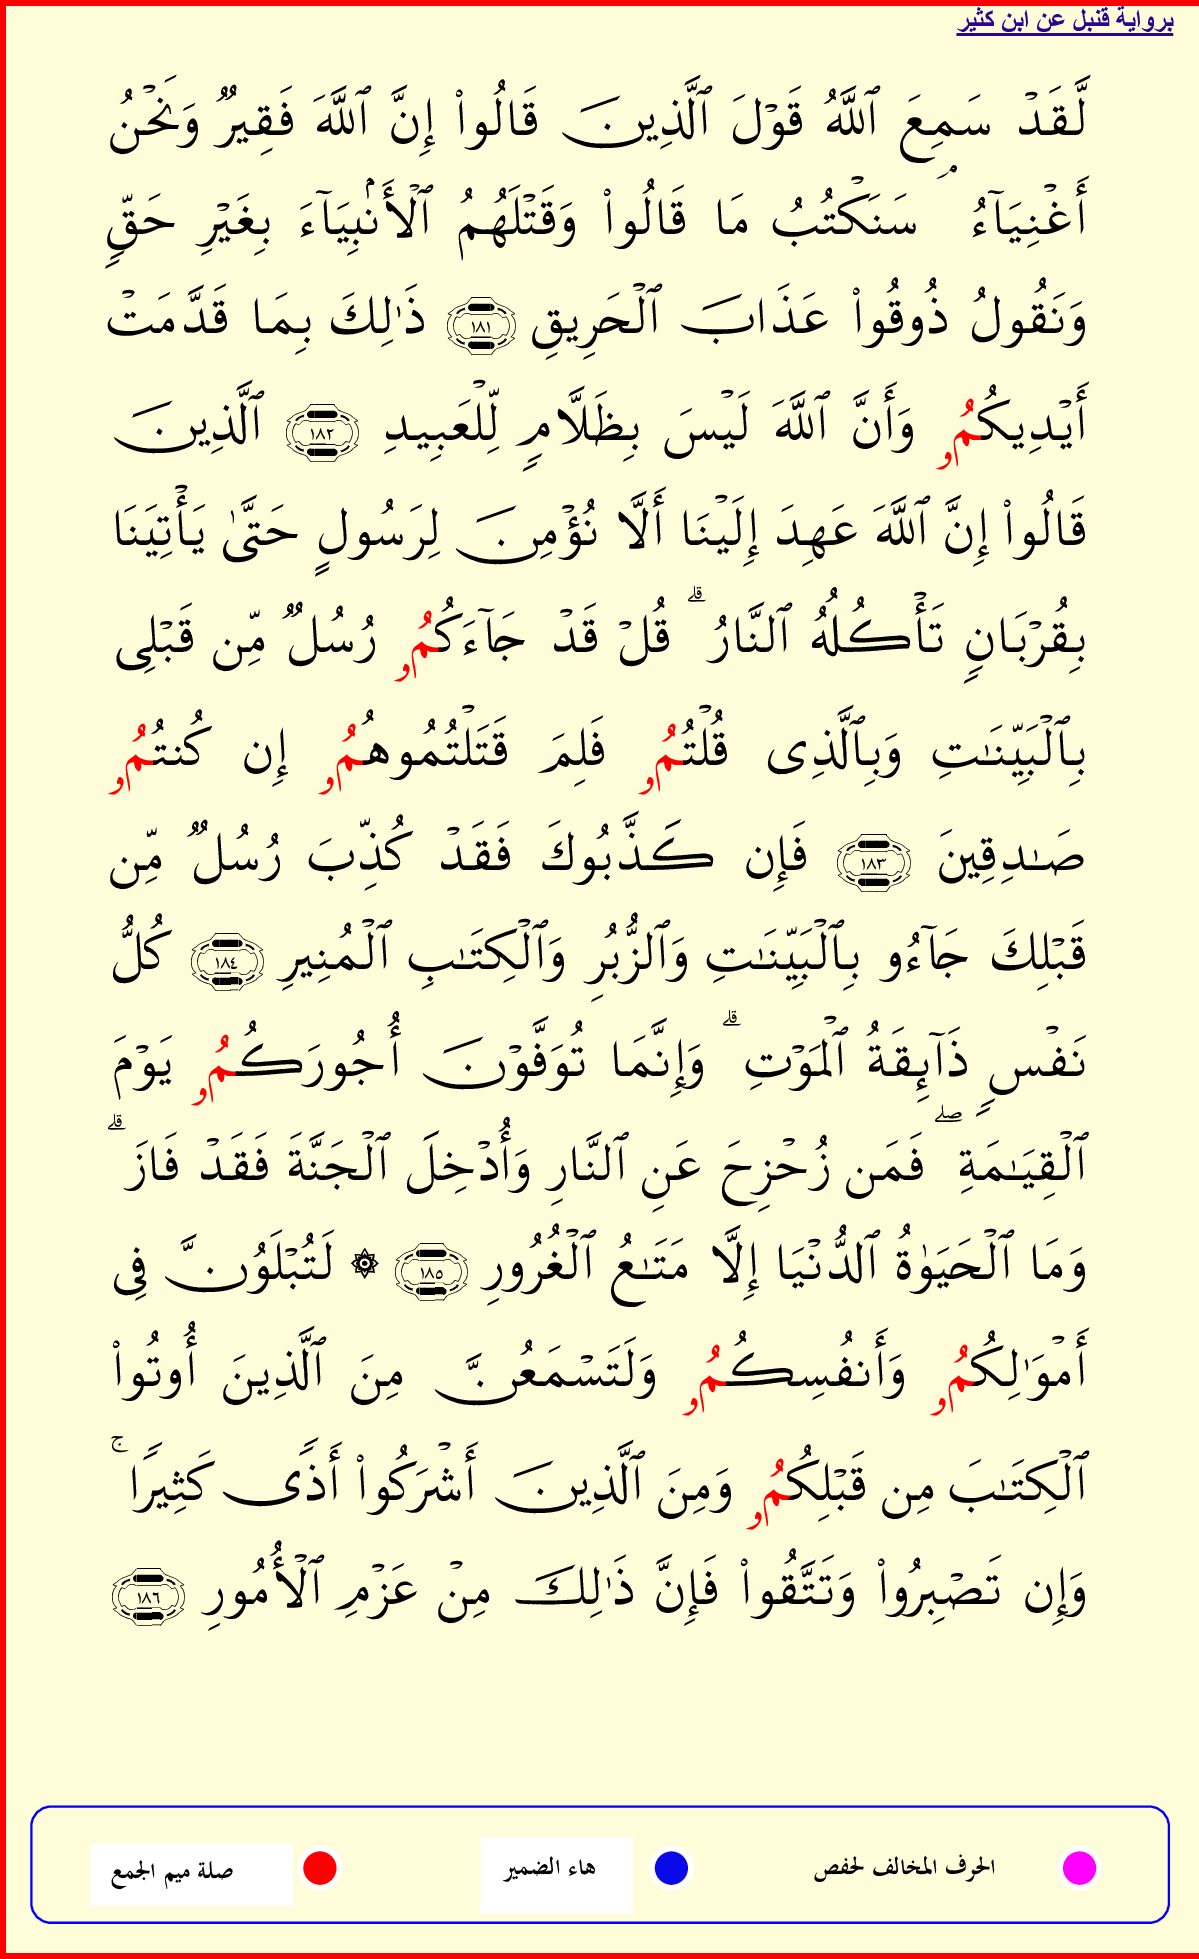 برواية قنبل عن ابن كثير
لَّقَدْ سَمِعَ ٱللَّهُ قَوْلَ ٱلَّذِينَ قَالُوا۟ إِنَّ ٱللَّهَ فَقِيرٌ وَنَحْنُ
أَغْنِيَآءُ ۘ سَنَكْتُبُ مَا قَالُوا۟ وَقَتْلَهُمُ ٱلْأَنۢبِيَآءَ بِغَيْرِ حَقٍّ
وَنَقُولُ ذُوقُوا۟ عَذَابَ ٱلْحَرِيقِ ١٨١ ذَٰلِكَ بِمَا قَدَّمَتْ
أَيْدِيكُمُۥ وَأَنَّ ٱللَّهَ لَيْسَ بِظَلَّامٍ لِّلْعَبِيدِ ١٨٢ ٱلَّذِينَ
قَالُوا۟ إِنَّ ٱللَّهَ عَهِدَ إِلَيْنَا أَلَّا نُؤْمِنَ لِرَسُولٍ حَتَّىٰ يَأْتِيَنَا
بِقُرْبَانٍ تَأْكُلُهُ ٱلنَّارُ ۗ قُلْ قَدْ جَآءَكُمُۥ رُسُلٌ مِّن قَبْلِى
بِٱلْبَيِّنَـٰتِ وَبِٱلَّذِى قُلْتُمُۥ فَلِمَ قَتَلْتُمُوهُمُۥ إِن كُنتُمُۥ
صَـٰدِقِينَ ١٨٣ فَإِن كَذَّبُوكَ فَقَدْ كُذِّبَ رُسُلٌ مِّن
قَبْلِكَ جَآءُو بِٱلْبَيِّنَـٰتِ وَٱلزُّبُرِ وَٱلْكِتَـٰبِ ٱلْمُنِيرِ ١٨٤ كُلُّ
نَفْسٍ ذَآئِقَةُ ٱلْمَوْتِ ۗ وَإِنَّمَا تُوَفَّوْنَ أُجُورَكُمُۥ يَوْمَ
ٱلْقِيَـٰمَةِ ۖ فَمَن زُحْزِحَ عَنِ ٱلنَّارِ وَأُدْخِلَ ٱلْجَنَّةَ فَقَدْ فَازَ ۗ
وَمَا ٱلْحَيَوٰةُ ٱلدُّنْيَا إِلَّا مَتَـٰعُ ٱلْغُرُورِ ١٨٥ ۞ لَتُبْلَوُنَّ فِى
أَمْوَٰلِكُمُۥ وَأَنفُسِكُمُۥ وَلَتَسْمَعُنَّ مِنَ ٱلَّذِينَ أُوتُوا۟
ٱلْكِتَـٰبَ مِن قَبْلِكُمُۥ وَمِنَ ٱلَّذِينَ أَشْرَكُوا۟ أَذًى كَثِيرًا ۚ
وَإِن تَصْبِرُوا۟ وَتَتَّقُوا۟ فَإِنَّ ذَٰلِكَ مِنْ عَزْمِ ٱلْأُمُورِ ١٨٦
الحرف المخالف لحفص هاء الضمير صلة ميم الجمع